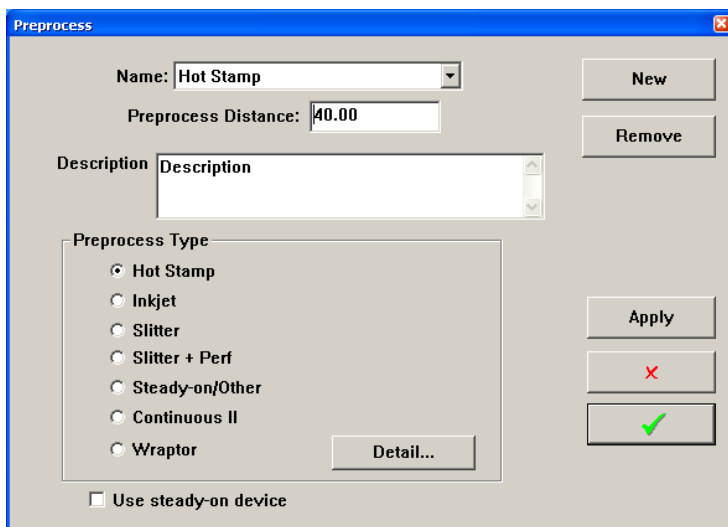 Preprocess
Name: Hot Stamp
New
Preprocess Distance: 40.00
Remove
Description Description
Preprocess Type
Hot Stamp
Inkjet
Slitter
Slitter + Perf
Steady-on/Other
Continuous II
Wraptor
Detail...
Apply
Use steady-on device